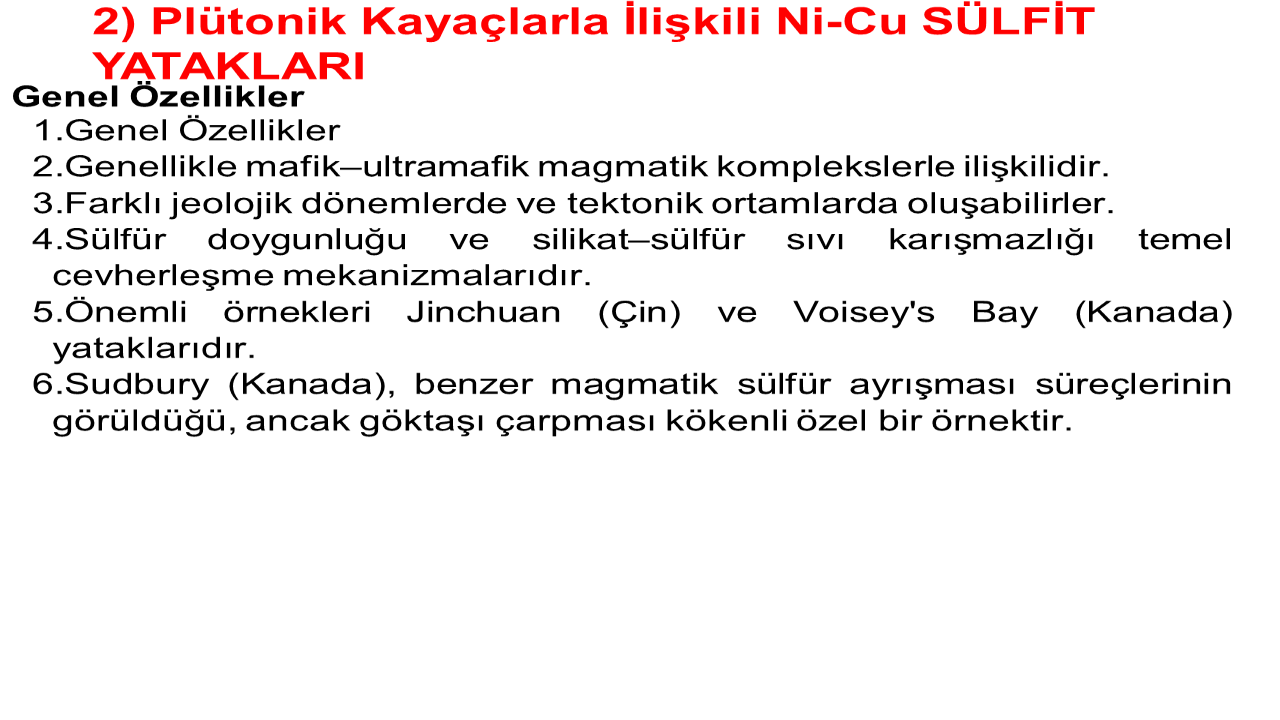 2) Plütonik Kayaçlarla İlişkili Ni-Cu SÜLFİT
YATAKLARI
Genel Özellikler
1.Genel Özellikler
2.Genellikle mafik–ultramafik magmatik komplekslerle ilişkilidir.
3.Farklı jeolojik dönemlerde ve tektonik ortamlarda oluşabilirler.
4.Sülfür doygunluğu ve silikat–sülfür sıvı karışmazlığı temel
cevherleşme mekanizmalarıdır.
5.Önemli örnekleri Jinchuan (Çin) ve Voisey's Bay (Kanada)
yataklarıdır.
6.Sudbury (Kanada), benzer magmatik sülfür ayrışması süreçlerinin
görüldüğü, ancak göktaşı çarpması kökenli özel bir örnektir.